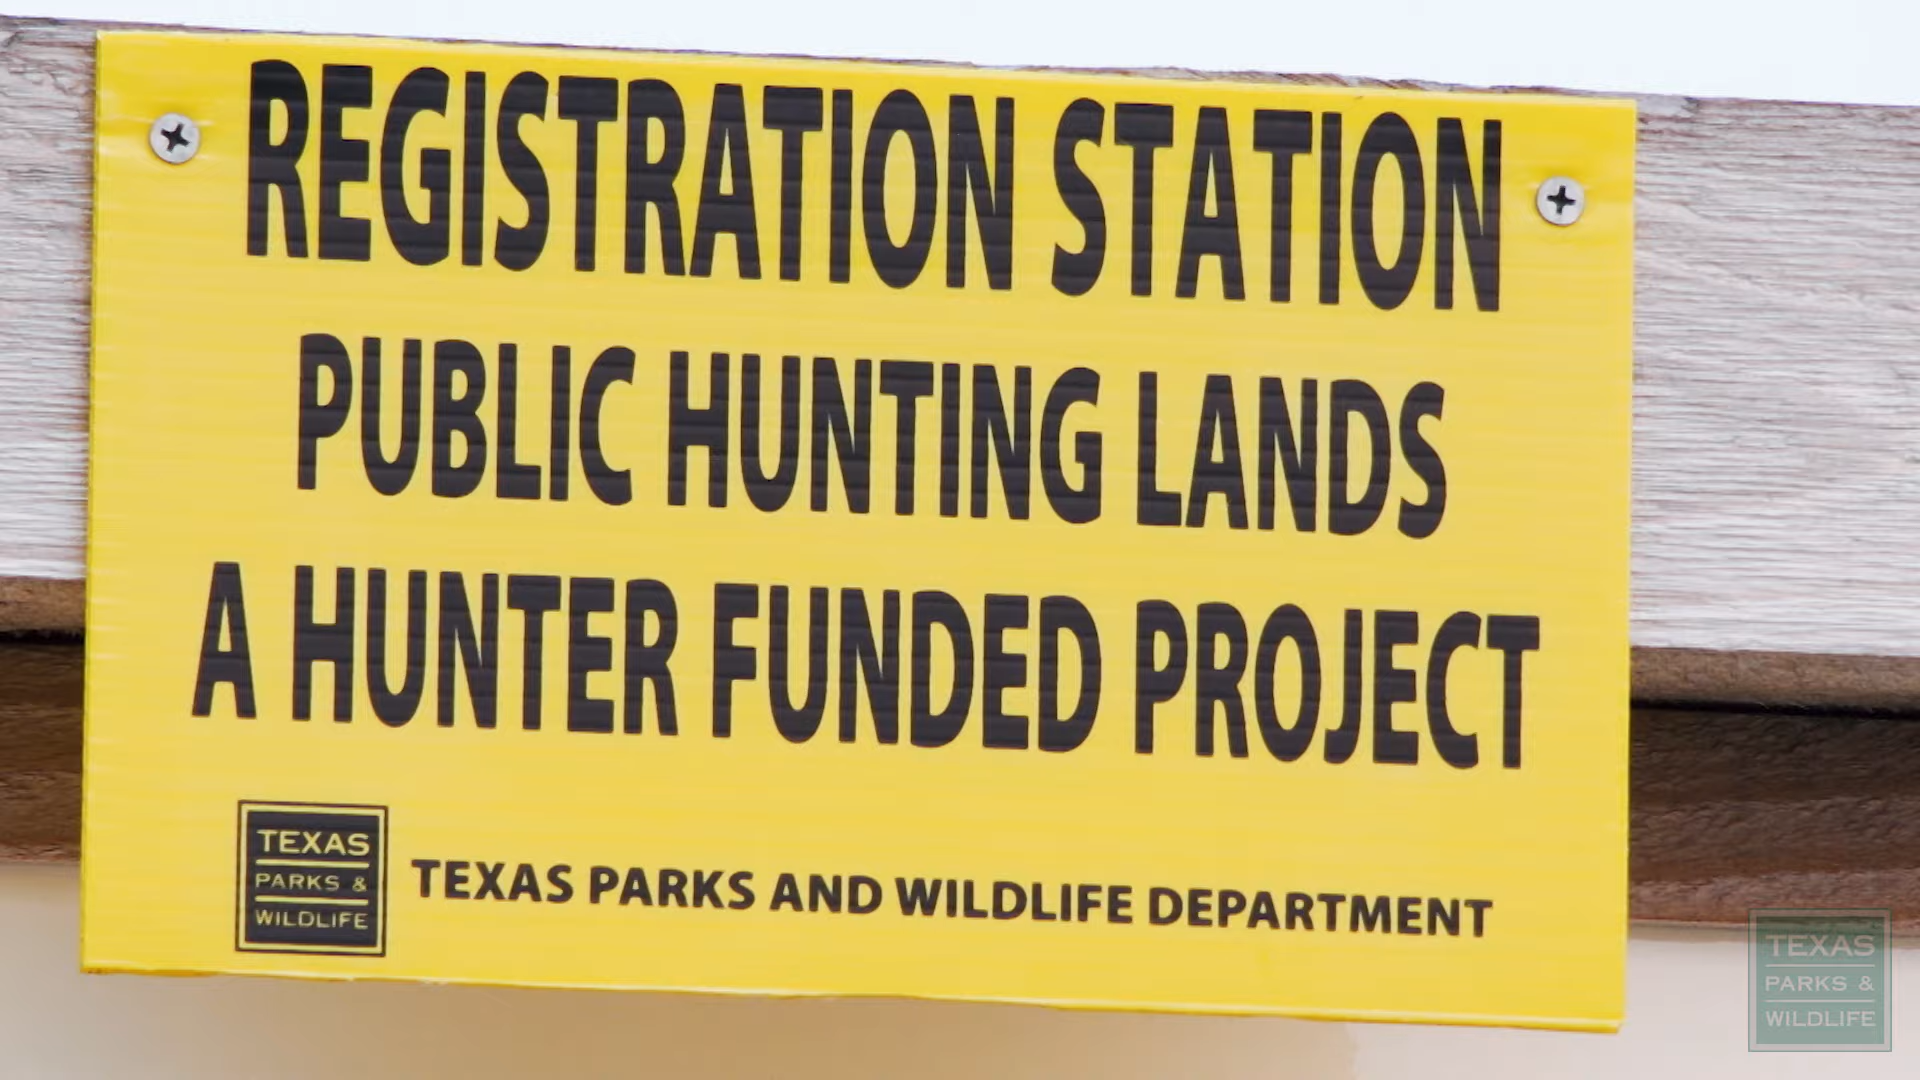 REGISTRATION STATION
PUBLIC HUNTING LANDS
A HUNTER FUNDED PROJECT
TEXAS
PARKS &
WILDLIFE
TEXAS PARKS AND WILDLIFE DEPARTMENT
TEXAS
PARKS &
WILDLIFE